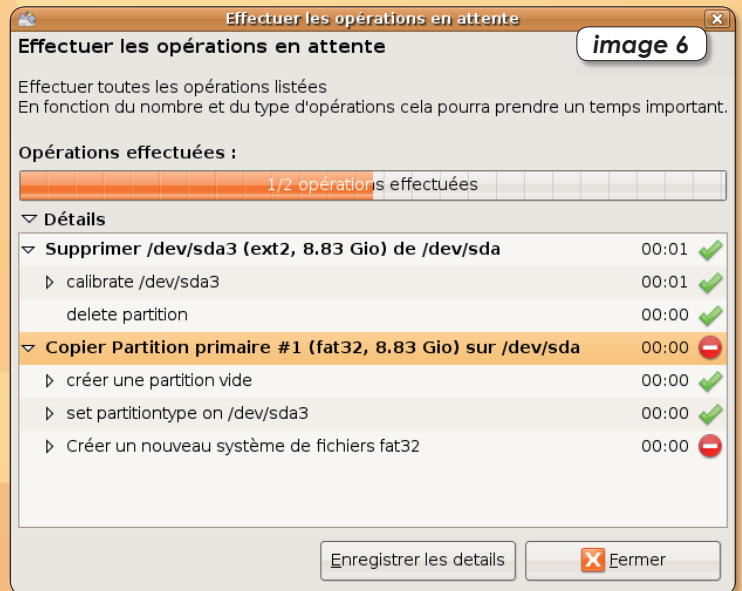 Effectuer les opérations en attente
Effectuer les opérations en attente
image 6
Effectuer toutes les opérations listées
En fonction du nombre et du type d'opérations cela pourra prendre un temps important.
Opérations effectuées :
1/2 opérations effectuées
Détails
Supprimer /dev/sda3 (ext2, 8.83 Gio) de /dev/sda 00:01
calibrate /dev/sda3 00:01
delete partition 00:00
Copier Partition primaire #1 (fat32, 8.83 Gio) sur /dev/sda 00:00
créer une partition vide 00:00
set partitiontype on /dev/sda3 00:00
Créer un nouveau système de fichiers fat32 00:00
Enregistrer les details Fermer